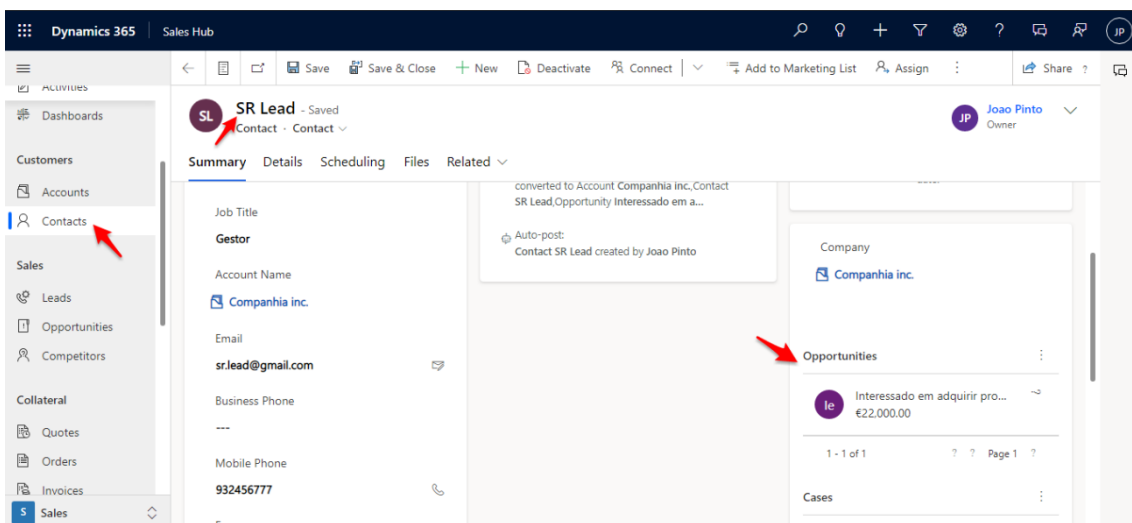 Dynamics 365 Sales Hub
JP
Save Save & Close New Deactivate Connect Add to Marketing List Assign Share ?
Activities
Dashboards
Customers
Accounts
Contacts
Sales
Leads
Opportunities
Competitors
Collateral
Quotes
Orders
Invoices
S Sales
SL
SR Lead - Saved
Contact · Contact
JP
Joao Pinto
Owner
Summary Details Scheduling Files Related
Job Title
Gestor
Account Name
Companhia inc.
Email
sr.lead@gmail.com
Business Phone
---
Mobile Phone
932456777
converted to Account Companhia inc.,Contact
SR Lead,Opportunity Interessado em a...
Auto-post:
Contact SR Lead created by Joao Pinto
Company
Companhia inc.
Opportunities
Ie
Interessado em adquirir pro...
€22,000.00
1 - 1 of 1 ? ? Page 1 ?
Cases